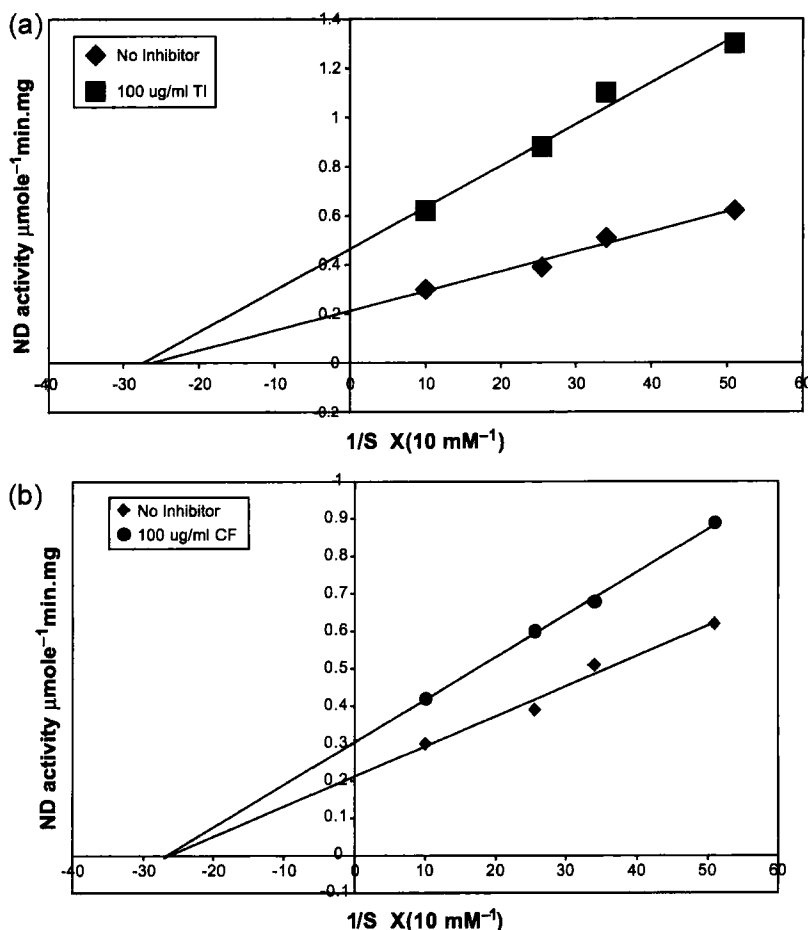 (a)
No Inhibitor
100 ug/ml TI
ND activity μmole⁻¹min.mg
1.4
1.2
1
0.8
0.6
0.4
0.2
0
-0.2
-40 -30 -20 -10 0 10 20 30 40 50 60
1/S X(10 mM⁻¹)
(b)
No Inhibitor
100 ug/ml CF
ND activity μmole⁻¹min.mg
1
0.9
0.8
0.7
0.6
0.5
0.4
0.3
0.2
0.1
0
-0.1
-40 -30 -20 -10 0 10 20 30 40 50 60
1/S X(10 mM⁻¹)